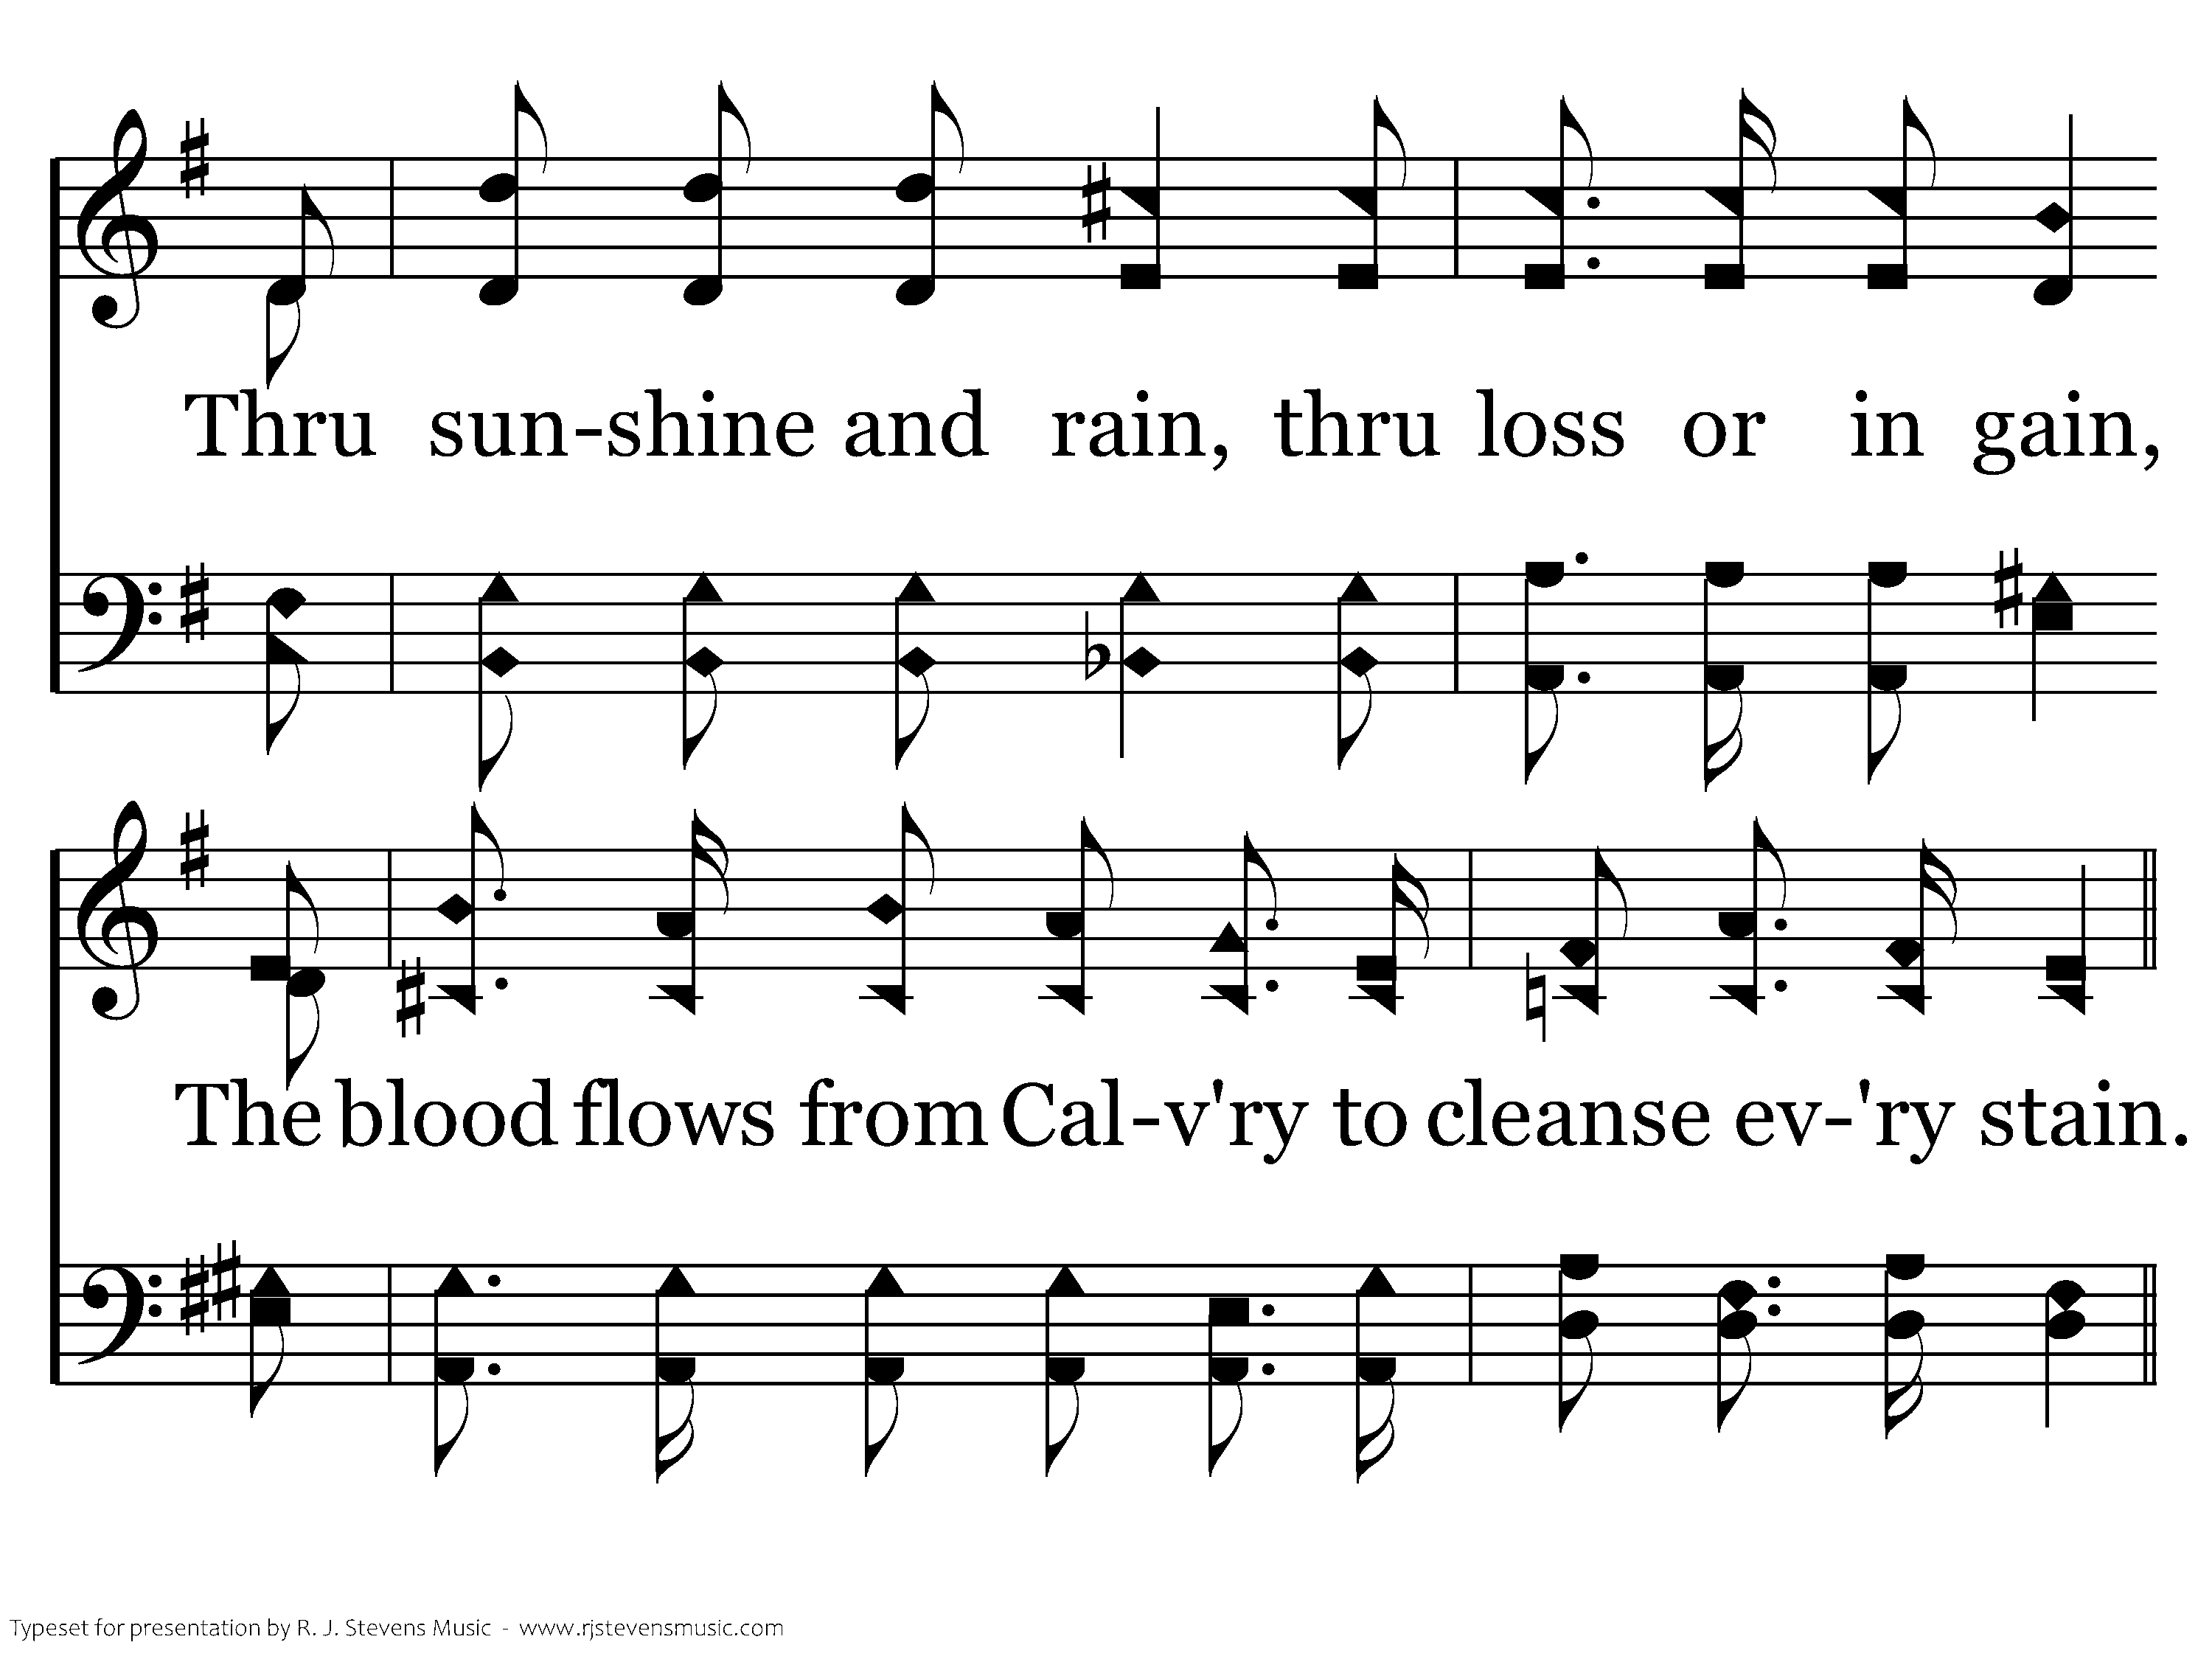 Thru sun-shine and rain, thru loss or in gain,
The blood flows from Cal-v'ry to cleanse ev-'ry stain.
Typeset for presentation by R. J. Stevens Music - www.rjstevensmusic.com